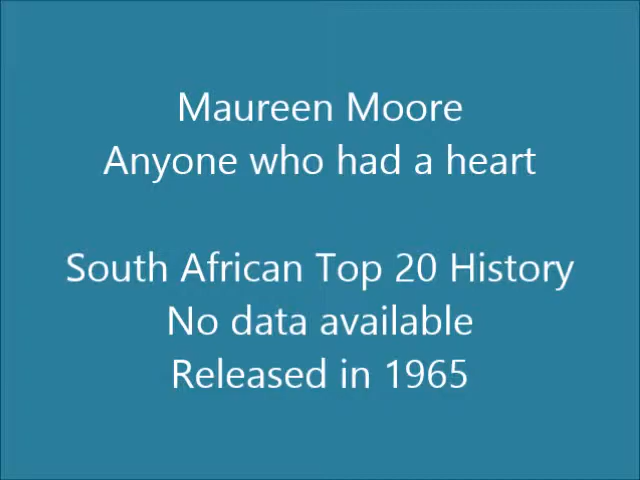 Maureen Moore
Anyone who had a heart
South African Top 20 History
No data available
Released in 1965